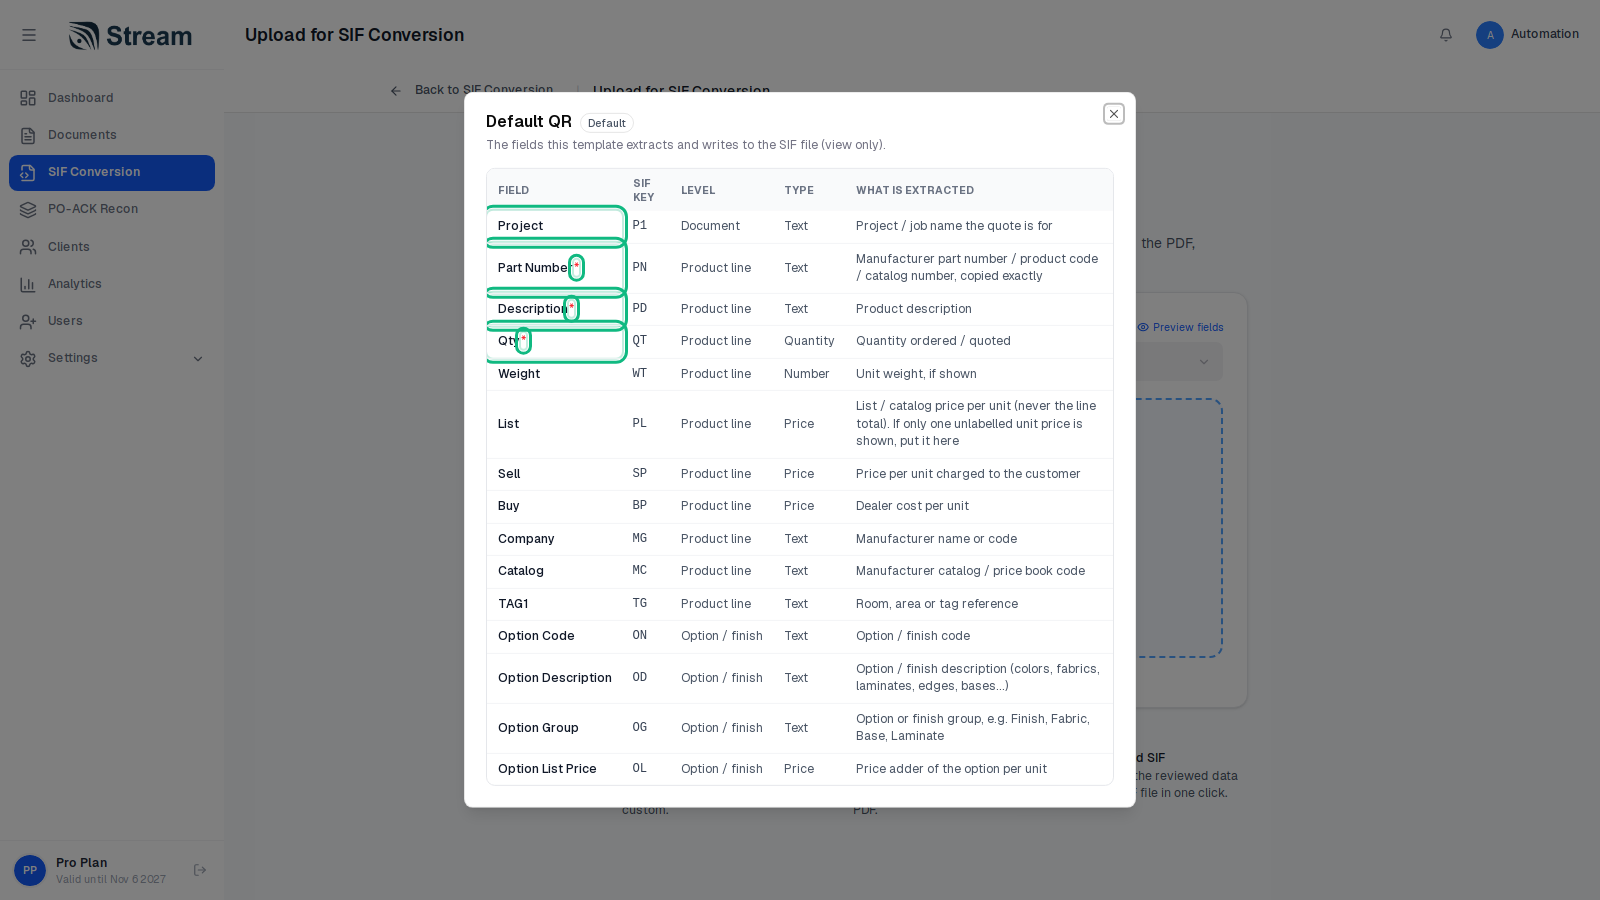 Stream
Upload for SIF Conversion
A
Automation
Dashboard
Documents
SIF Conversion
PO-ACK Recon
Clients
Analytics
Users
Settings
PP
Pro Plan
Valid until Nov 6 2027
Back to SIF Conversion
Upload for SIF Conversion
the PDF,
Preview fields
d SIF
the reviewed data
file in one click.
custom.
PDF.
Default QR Default
The fields this template extracts and writes to the SIF file (view only).
FIELD SIF KEY LEVEL TYPE WHAT IS EXTRACTED
Project P1 Document Text Project / job name the quote is for
Part Number * PN Product line Text Manufacturer part number / product code
/ catalog number, copied exactly
Description * PD Product line Text Product description
Qty * QT Product line Quantity Quantity ordered / quoted
Weight WT Product line Number Unit weight, if shown
List PL Product line Price List / catalog price per unit (never the line
total). If only one unlabelled unit price is
shown, put it here
Sell SP Product line Price Price per unit charged to the customer
Buy BP Product line Price Dealer cost per unit
Company MG Product line Text Manufacturer name or code
Catalog MC Product line Text Manufacturer catalog / price book code
TAG1 TG Product line Text Room, area or tag reference
Option Code ON Option / finish Text Option / finish code
Option Description OD Option / finish Text Option / finish description (colors, fabrics,
laminates, edges, bases...)
Option Group OG Option / finish Text Option or finish group, e.g. Finish, Fabric,
Base, Laminate
Option List Price OL Option / finish Price Price adder of the option per unit